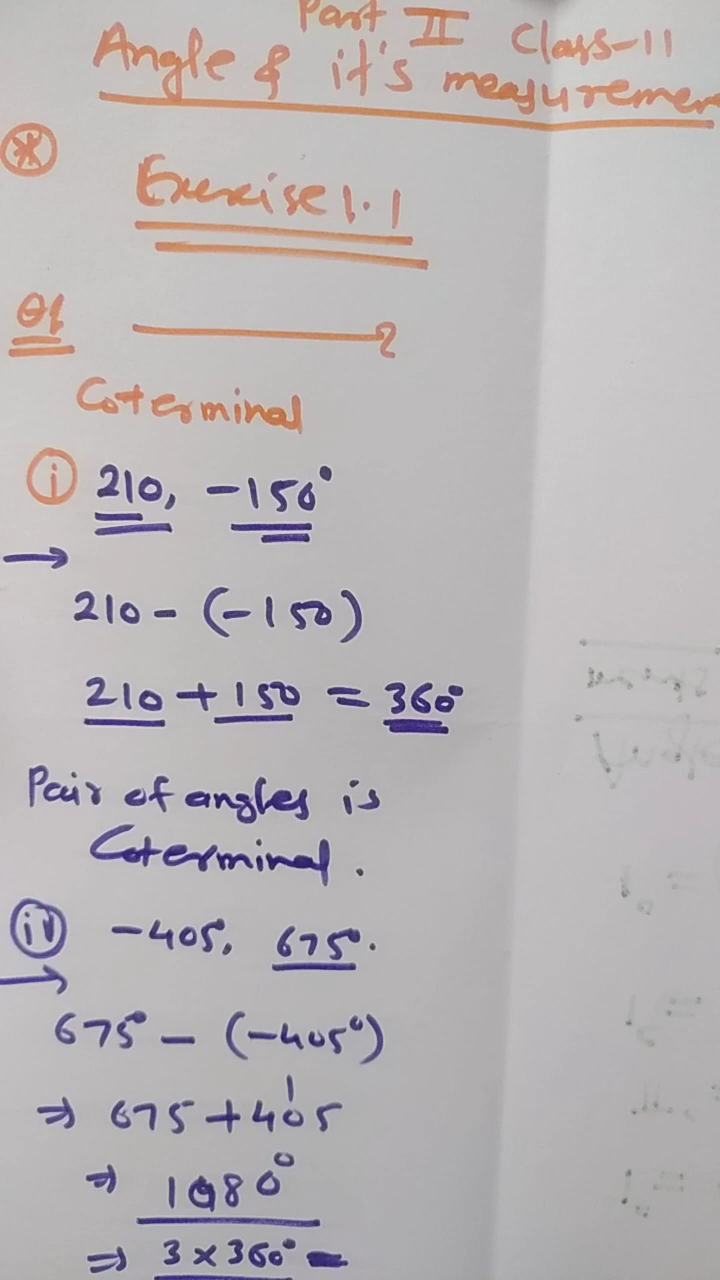 Part II Class-11
Angle & it's measuremen
Exercise 1.1
Q1
Coterminal
(i) 210, -150°
→
210 - (-150)
210 + 150 = 360°
Pair of angles is
Coterminal.
(iv) -405, 675°.
→
675° - (-405°)
⇒ 675 + 405
⇒ 1080°
⇒ 3 x 360°